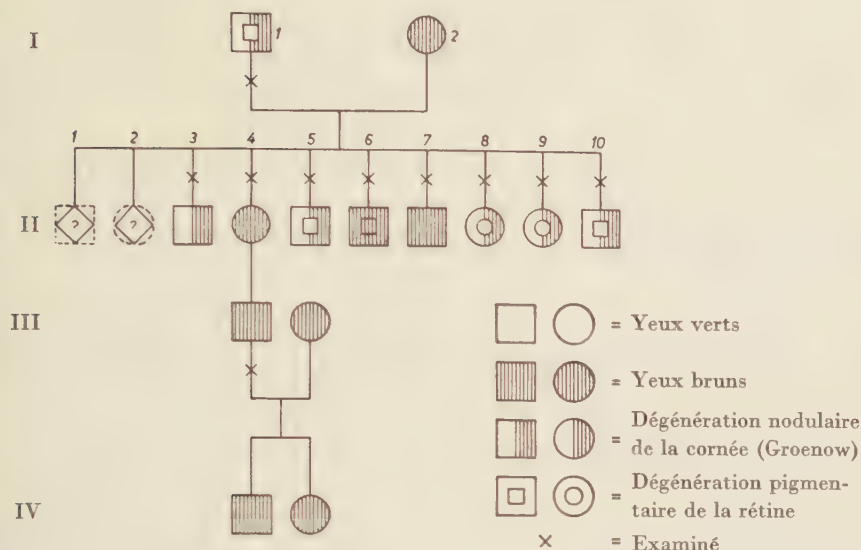 I
1
2
1 2 3 4 5 6 7 8 9 10
? ?
II
III
= Yeux verts
= Yeux bruns
= Dégénération nodulaire
de la cornée (Groenow)
= Dégénération pigmen-
taire de la rétine
IV
× = Examiné